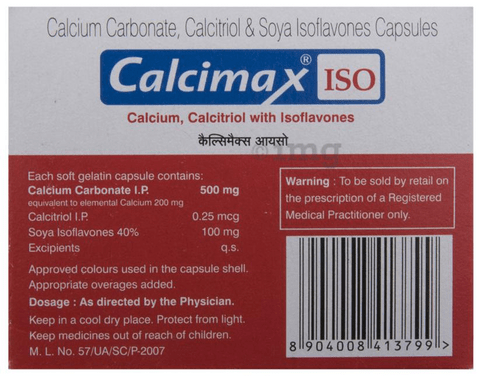 Calcium Carbonate, Calcitriol & Soya Isoflavones Capsules
Calcimax® ISO
Calcium, Calcitriol with Isoflavones
कैल्सिमैक्स आयसो
1mg
Each soft gelatin capsule contains:
Calcium Carbonate I.P. 500 mg
equivalent to elemental Calcium 200 mg
Calcitriol I.P. 0.25 mcg
Soya Isoflavones 40% 100 mg
Excipients q.s.
Approved colours used in the capsule shell.
Appropriate overages added.
Dosage : As directed by the Physician.
Keep in a cool dry place. Protect from light.
Keep medicines out of reach of children.
M. L. No. 57/UA/SC/P-2007
Warning : To be sold by retail on
the prescription of a Registered
Medical Practitioner only.
8 904008 413799 >